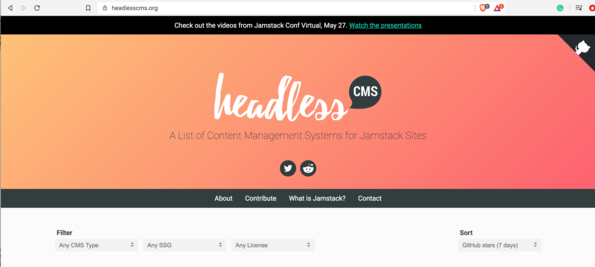 headlesscms.org
Check out the videos from Jamstack Conf Virtual, May 27. Watch the presentations
headless CMS
A List of Content Management Systems for Jamstack Sites
About Contribute What is Jamstack? Contact
Filter Sort
Any CMS Type Any SSG Any License GitHub stars (7 days)